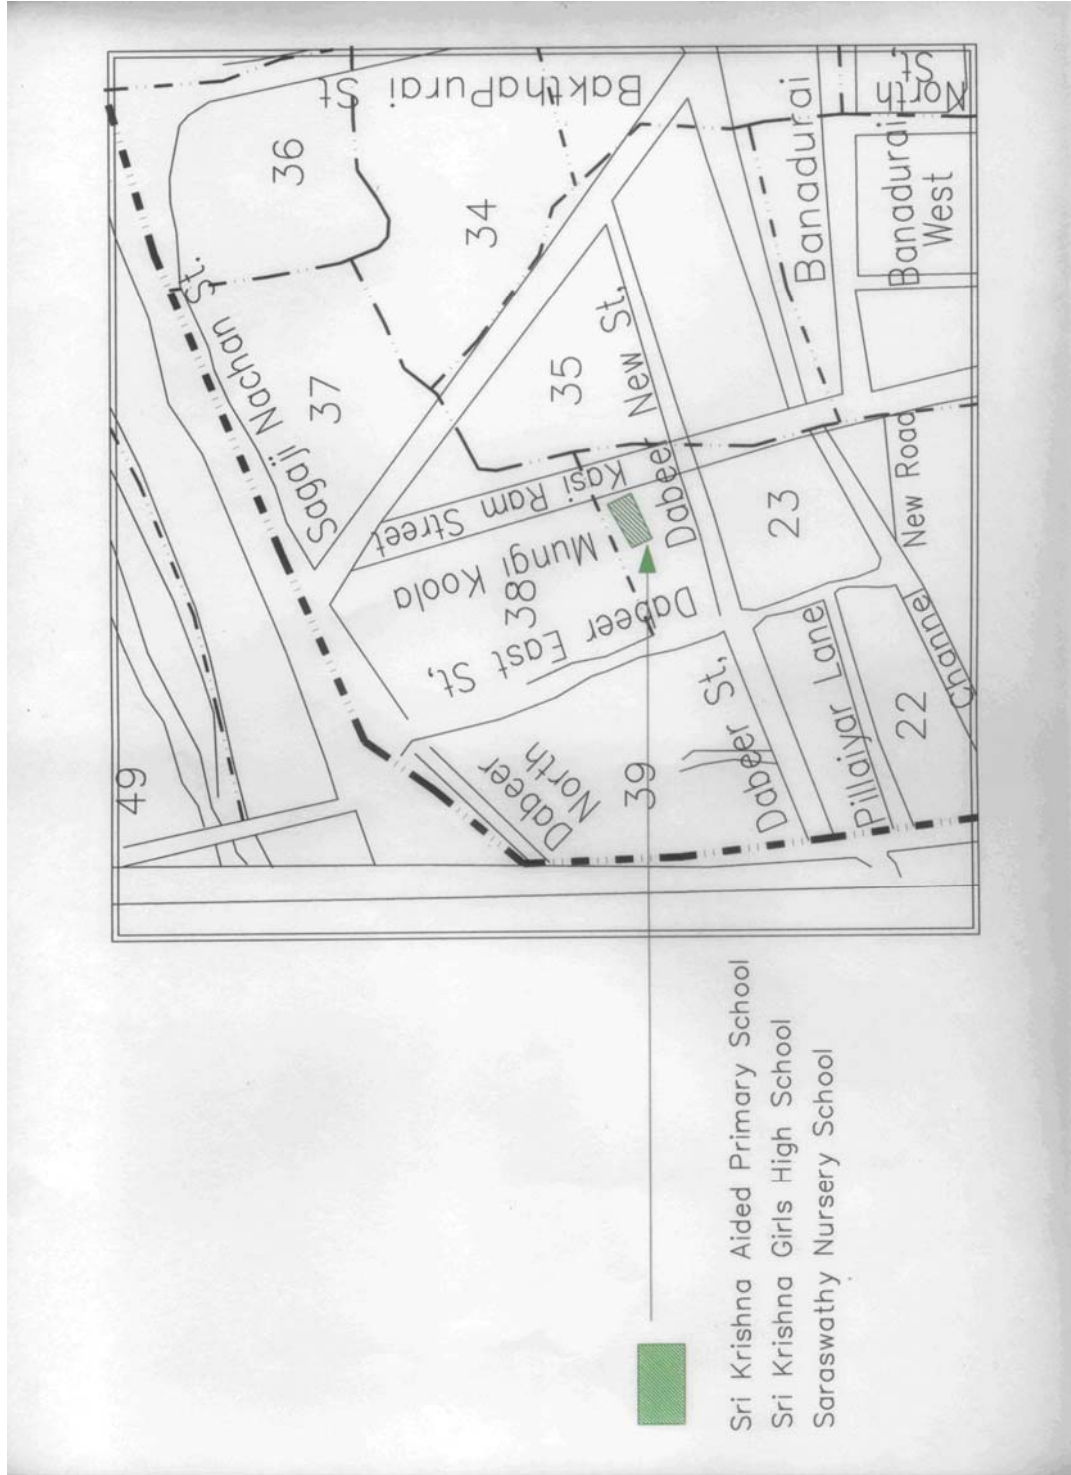 49
36
34
37
35
38
39
23
22
BakthaPurai St
Sagaji Nachan St.
Kasi Ram Street
Mungi Koola
Dabeer East St,
Dabeer New St,
Dabeer
North
Dabeer St,
Pillaiyar Lane
Channel
New Road
Banadurai
Banadurai
West
North
St,
Sri Krishna Aided Primary School
Sri Krishna Girls High School
Saraswathy Nursery School